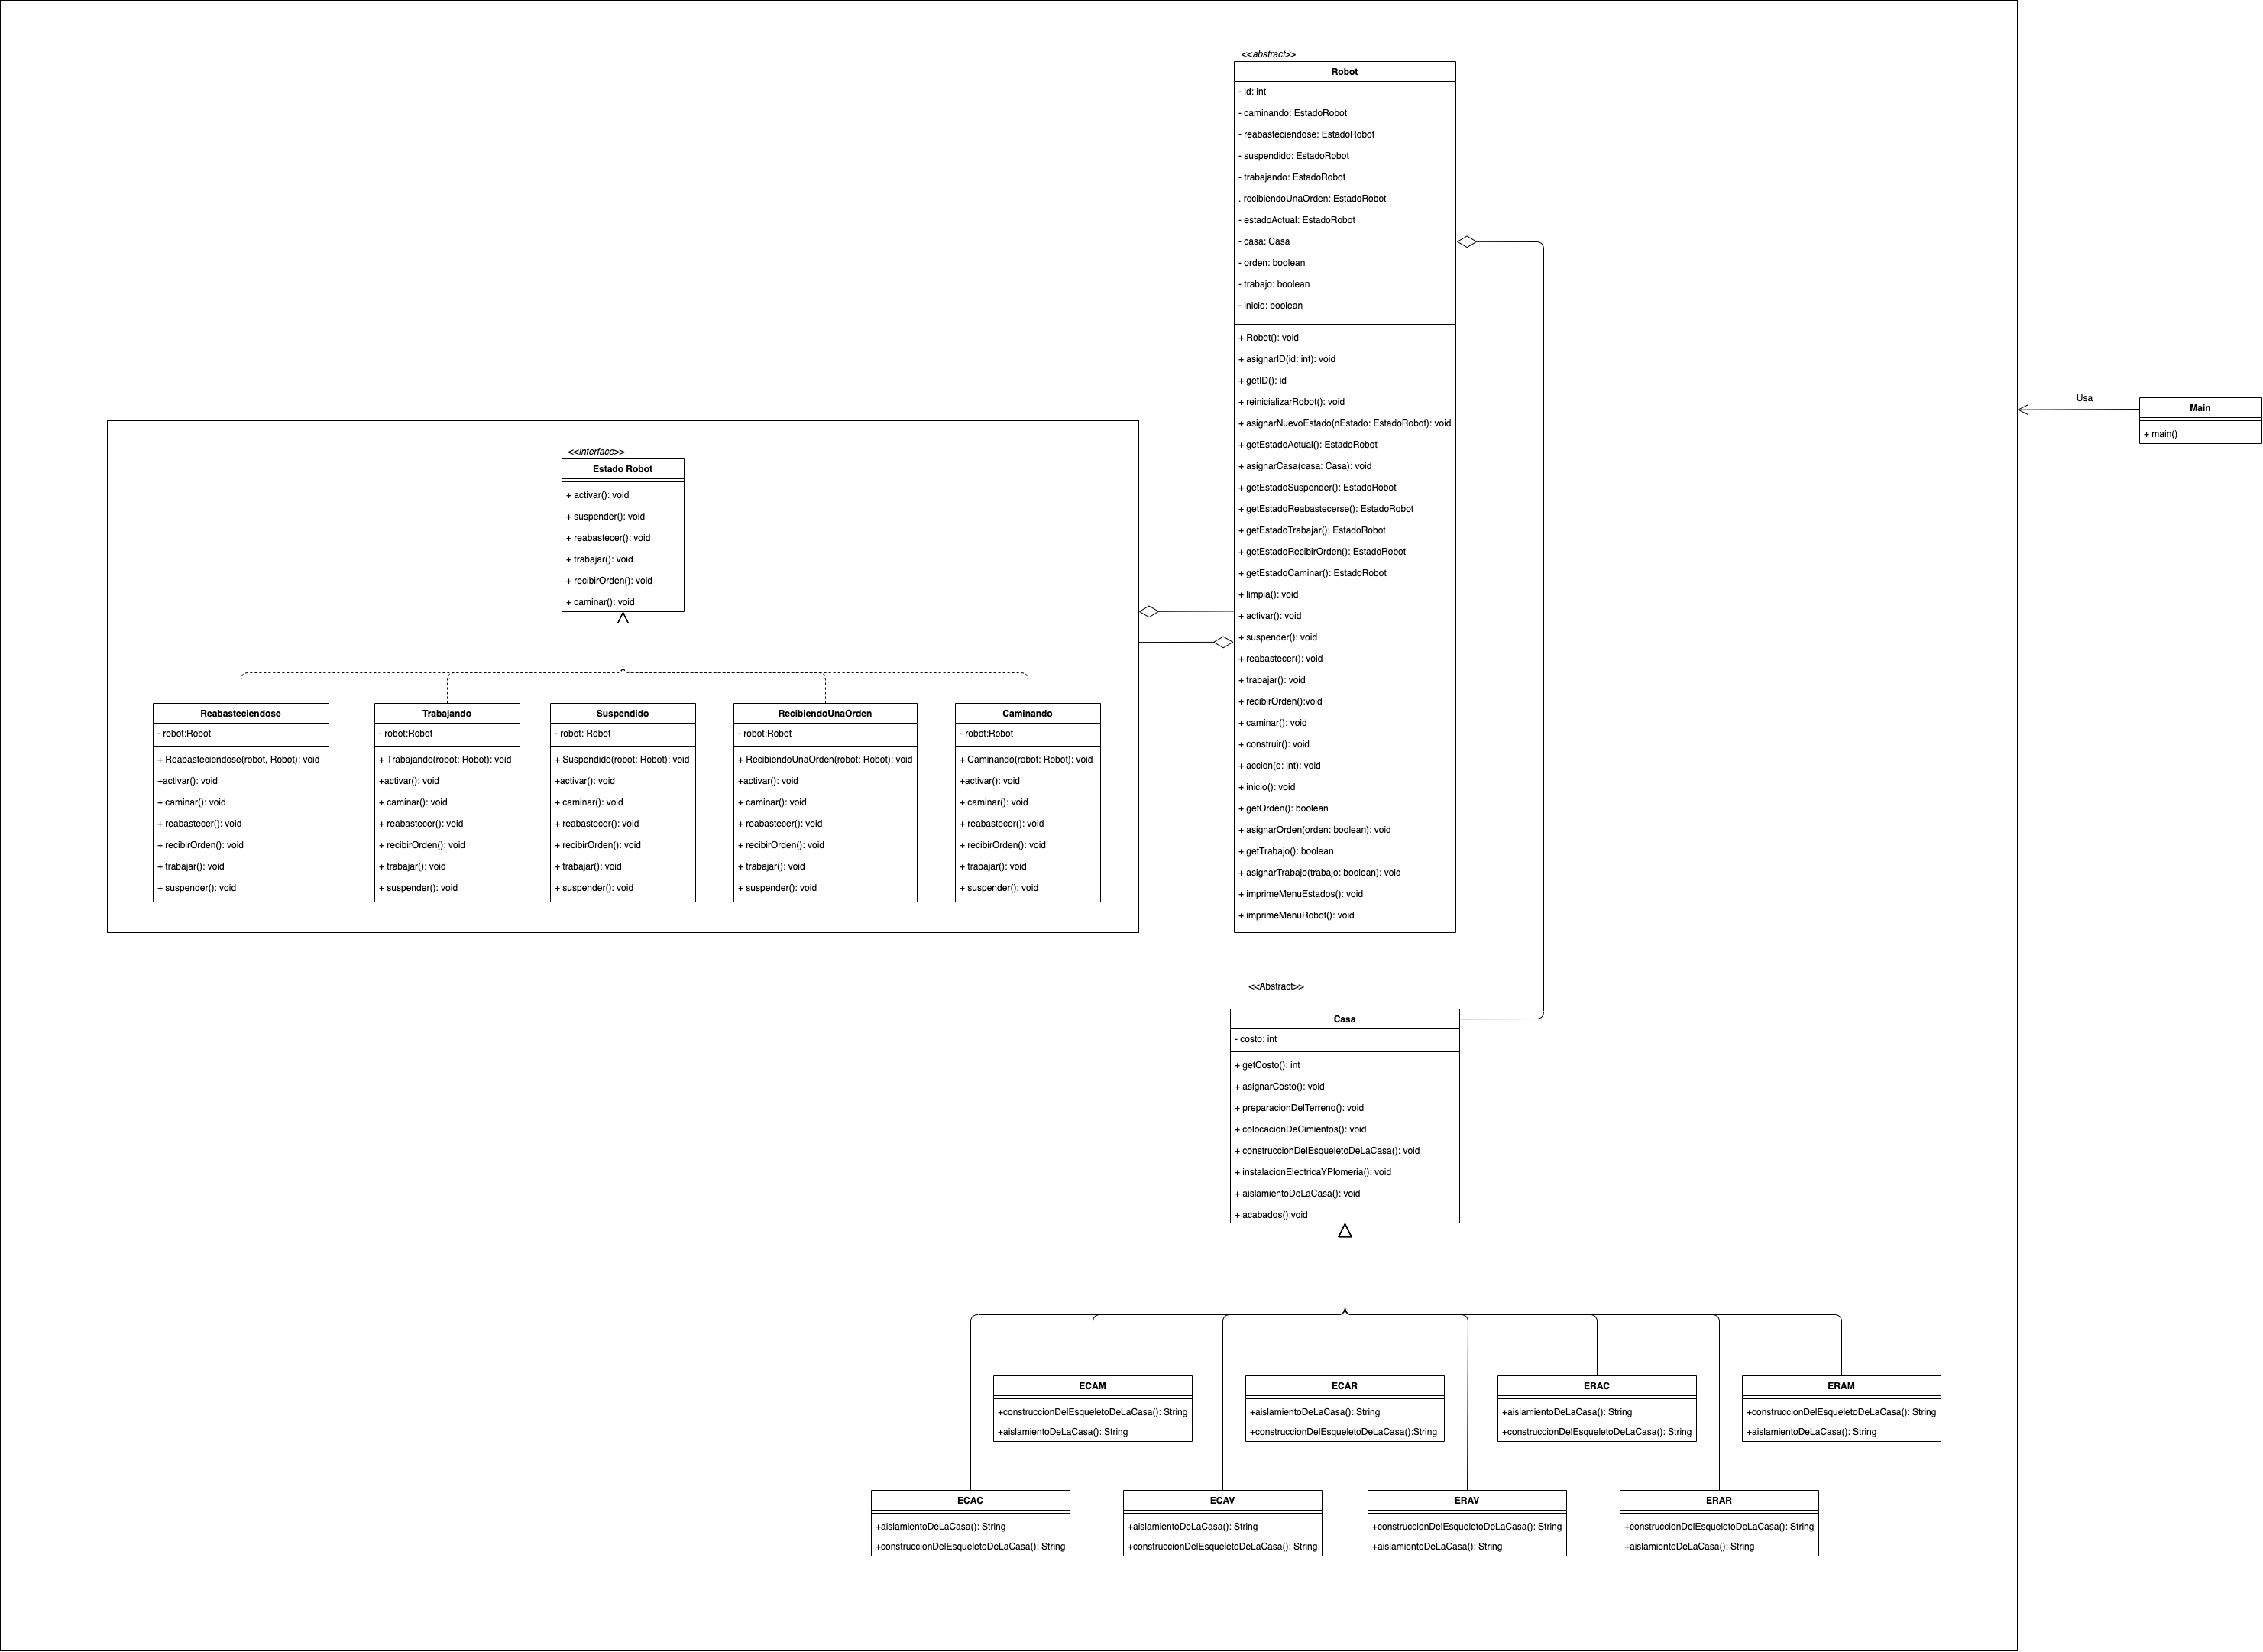 <<abstract>>
Robot
- id: int
- caminando: EstadoRobot
- reabasteciendose: EstadoRobot
- suspendido: EstadoRobot
- trabajando: EstadoRobot
. recibiendoUnaOrden: EstadoRobot
- estadoActual: EstadoRobot
- casa: Casa
- orden: boolean
- trabajo: boolean
- inicio: boolean
+ Robot(): void
+ asignarID(id: int): void
+ getID(): id
+ reinicializarRobot(): void
+ asignarNuevoEstado(nEstado: EstadoRobot): void
+ getEstadoActual(): EstadoRobot
+ asignarCasa(casa: Casa): void
+ getEstadoSuspender(): EstadoRobot
+ getEstadoReabastecerse(): EstadoRobot
+ getEstadoTrabajar(): EstadoRobot
+ getEstadoRecibirOrden(): EstadoRobot
+ getEstadoCaminar(): EstadoRobot
+ limpia(): void
+ activar(): void
+ suspender(): void
+ reabastecer(): void
+ trabajar(): void
+ recibirOrden():void
+ caminar(): void
+ construir(): void
+ accion(o: int): void
+ inicio(): void
+ getOrden(): boolean
+ asignarOrden(orden: boolean): void
+ getTrabajo(): boolean
+ asignarTrabajo(trabajo: boolean): void
+ imprimeMenuEstados(): void
+ imprimeMenuRobot(): void
Usa
Main
+ main()
<<interface>>
Estado Robot
+ activar(): void
+ suspender(): void
+ reabastecer(): void
+ trabajar(): void
+ recibirOrden(): void
+ caminar(): void
Reabasteciendose
- robot:Robot
+ Reabasteciendose(robot, Robot): void
+activar(): void
+ caminar(): void
+ reabastecer(): void
+ recibirOrden(): void
+ trabajar(): void
+ suspender(): void
Trabajando
- robot:Robot
+ Trabajando(robot: Robot): void
+activar(): void
+ caminar(): void
+ reabastecer(): void
+ recibirOrden(): void
+ trabajar(): void
+ suspender(): void
Suspendido
- robot: Robot
+ Suspendido(robot: Robot): void
+activar(): void
+ caminar(): void
+ reabastecer(): void
+ recibirOrden(): void
+ trabajar(): void
+ suspender(): void
RecibiendoUnaOrden
- robot:Robot
+ RecibiendoUnaOrden(robot: Robot): void
+activar(): void
+ caminar(): void
+ reabastecer(): void
+ recibirOrden(): void
+ trabajar(): void
+ suspender(): void
Caminando
- robot:Robot
+ Caminando(robot: Robot): void
+activar(): void
+ caminar(): void
+ reabastecer(): void
+ recibirOrden(): void
+ trabajar(): void
+ suspender(): void
<<Abstract>>
Casa
- costo: int
+ getCosto(): int
+ asignarCosto(): void
+ preparacionDelTerreno(): void
+ colocacionDeCimientos(): void
+ construccionDelEsqueletoDeLaCasa(): void
+ instalacionElectricaYPlomeria(): void
+ aislamientoDeLaCasa(): void
+ acabados():void
ECAM
+construccionDelEsqueletoDeLaCasa(): String
+aislamientoDeLaCasa(): String
ECAR
+aislamientoDeLaCasa(): String
+construccionDelEsqueletoDeLaCasa():String
ERAC
+aislamientoDeLaCasa(): String
+construccionDelEsqueletoDeLaCasa(): String
ERAM
+construccionDelEsqueletoDeLaCasa(): String
+aislamientoDeLaCasa(): String
ECAC
+aislamientoDeLaCasa(): String
+construccionDelEsqueletoDeLaCasa(): String
ECAV
+aislamientoDeLaCasa(): String
+construccionDelEsqueletoDeLaCasa(): String
ERAV
+construccionDelEsqueletoDeLaCasa(): String
+aislamientoDeLaCasa(): String
ERAR
+construccionDelEsqueletoDeLaCasa(): String
+aislamientoDeLaCasa(): String